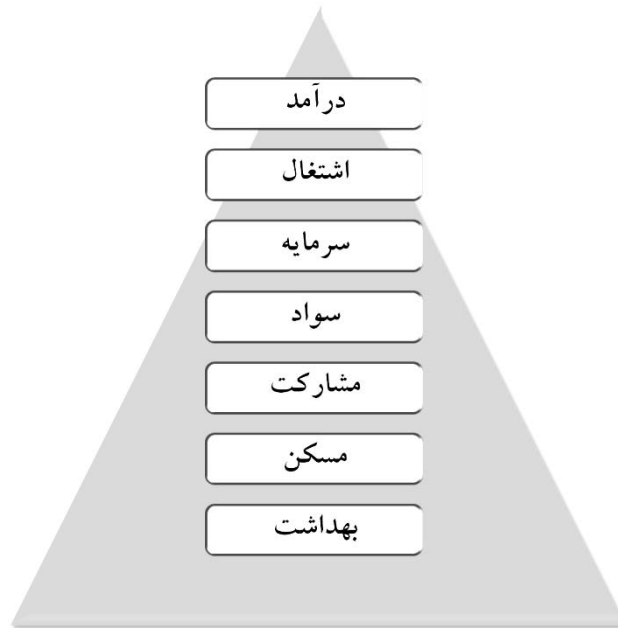 درآمد
اشتغال
سرمایه
سواد
مشارکت
مسکن
بهداشت